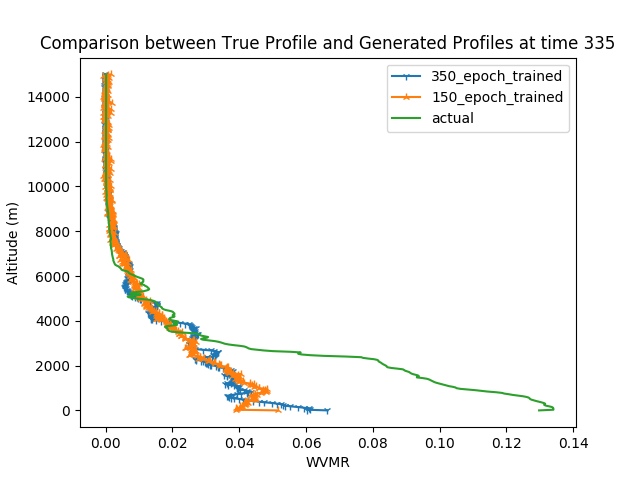 Comparison between True Profile and Generated Profiles at time 335
350_epoch_trained
150_epoch_trained
actual
Altitude (m)
14000
12000
10000
8000
6000
4000
2000
0
0.00 0.02 0.04 0.06 0.08 0.10 0.12 0.14
WVMR